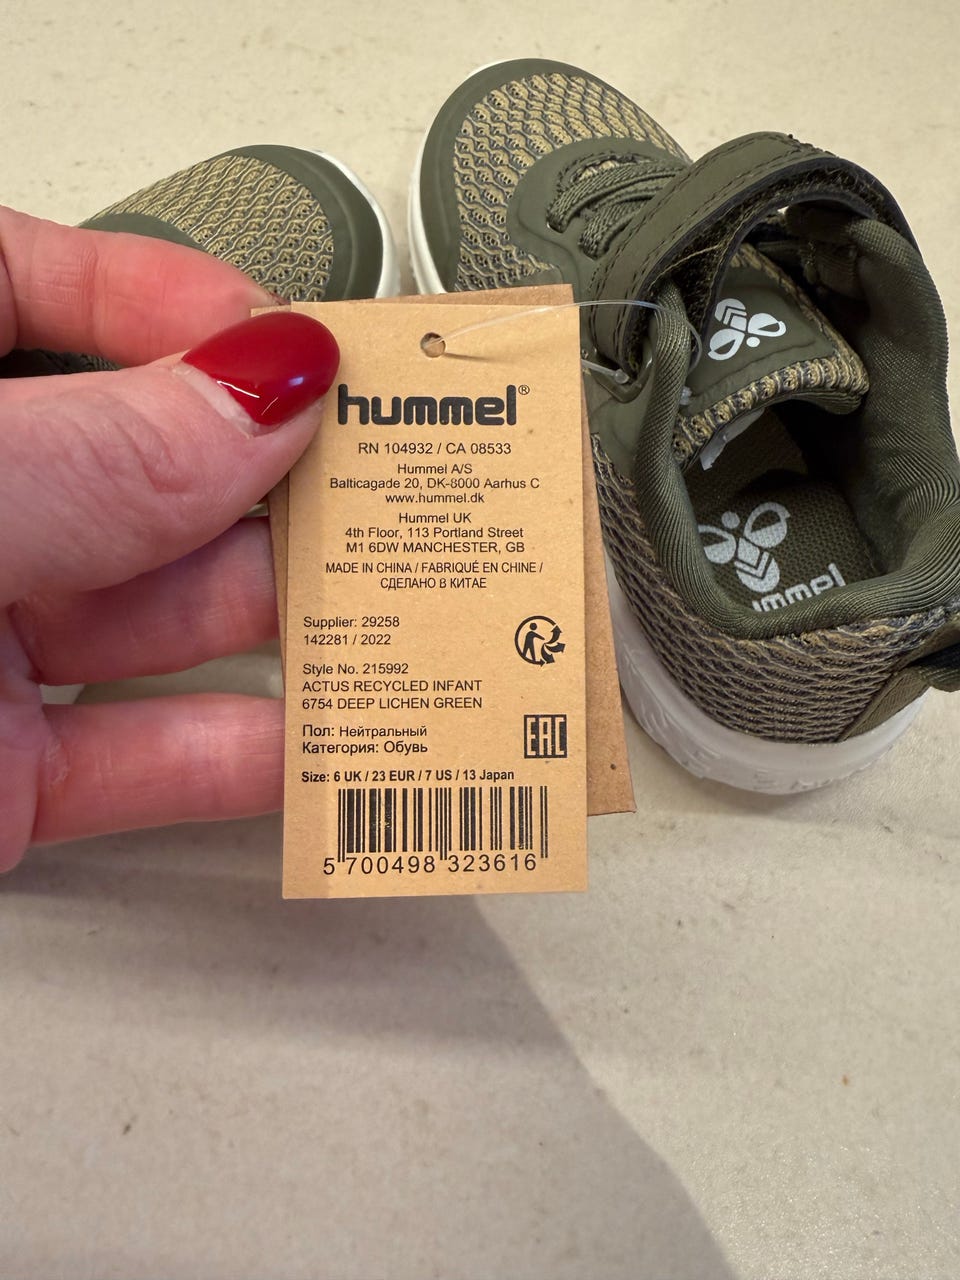 hummel®
RN 104932 / CA 08533
Hummel A/S
Balticagade 20, DK-8000 Aarhus C
www.hummel.dk
Hummel UK
4th Floor, 113 Portland Street
M1 6DW MANCHESTER, GB
MADE IN CHINA / FABRIQUÉ EN CHINE /
СДЕЛАНО В КИТАЕ
Supplier: 29258
142281 / 2022
Style No. 215992
ACTUS RECYCLED INFANT
6754 DEEP LICHEN GREEN
Пол: Нейтральный
Категория: Обувь
EAC
Size: 6 UK / 23 EUR / 7 US / 13 Japan
5 700498 323616
hummel